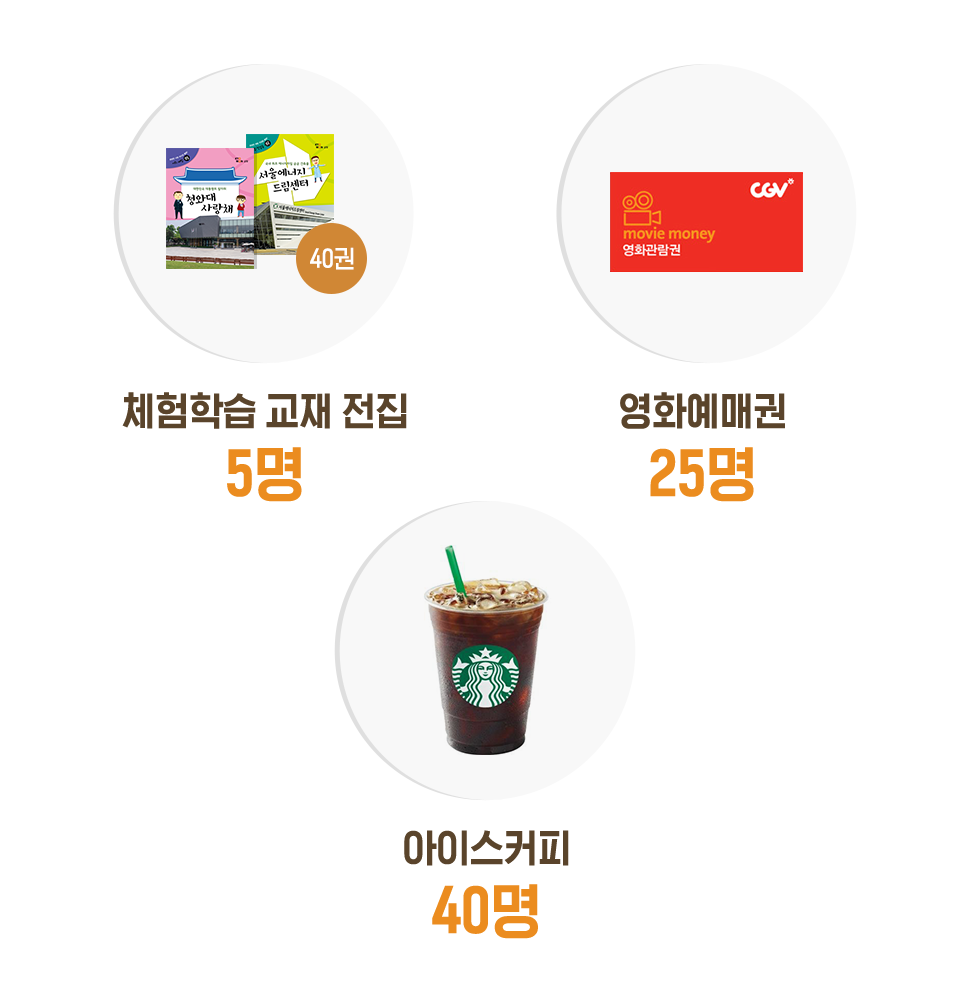 청와대
사랑채
서울에너지
드림센터
40권
CGV
movie money
영화관람권
체험학습 교재 전집
5명
영화예매권
25명
아이스커피
40명